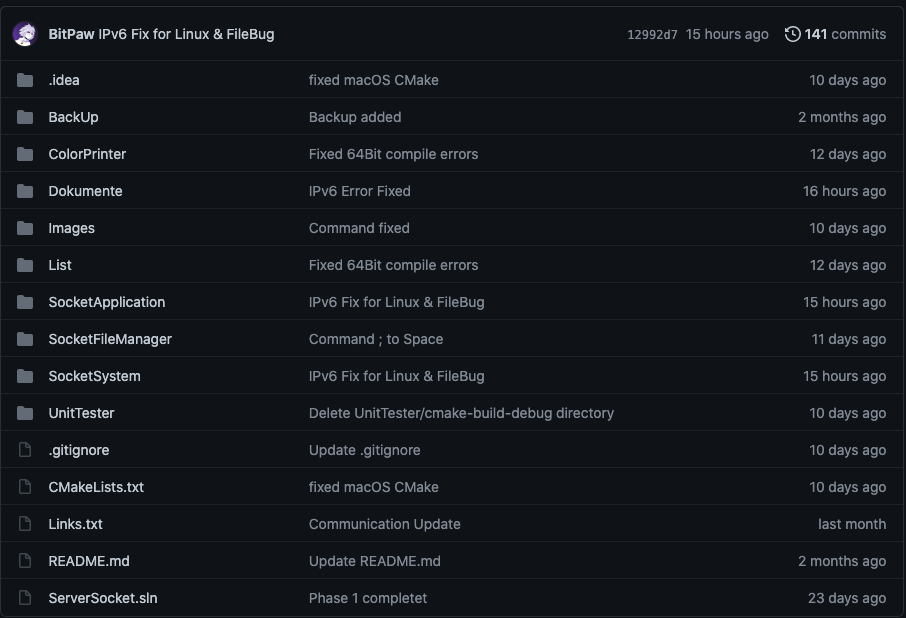 BitPaw IPv6 Fix for Linux & FileBug 12992d7 15 hours ago 141 commits
.idea fixed macOS CMake 10 days ago
BackUp Backup added 2 months ago
ColorPrinter Fixed 64Bit compile errors 12 days ago
Dokumente IPv6 Error Fixed 16 hours ago
Images Command fixed 10 days ago
List Fixed 64Bit compile errors 12 days ago
SocketApplication IPv6 Fix for Linux & FileBug 15 hours ago
SocketFileManager Command ; to Space 11 days ago
SocketSystem IPv6 Fix for Linux & FileBug 15 hours ago
UnitTester Delete UnitTester/cmake-build-debug directory 10 days ago
.gitignore Update .gitignore 10 days ago
CMakeLists.txt fixed macOS CMake 10 days ago
Links.txt Communication Update last month
README.md Update README.md 2 months ago
ServerSocket.sln Phase 1 completet 23 days ago